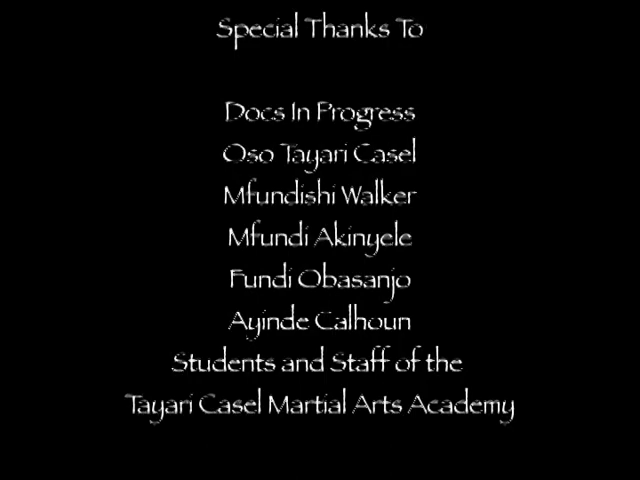 Special Thanks To
Docs In Progress
Oso Tayari Casel
Mfundishi Walker
Mfundi Akinyele
Fundi Obasanjo
Ayinde Calhoun
Students and Staff of the
Tayari Casel Martial Arts Academy